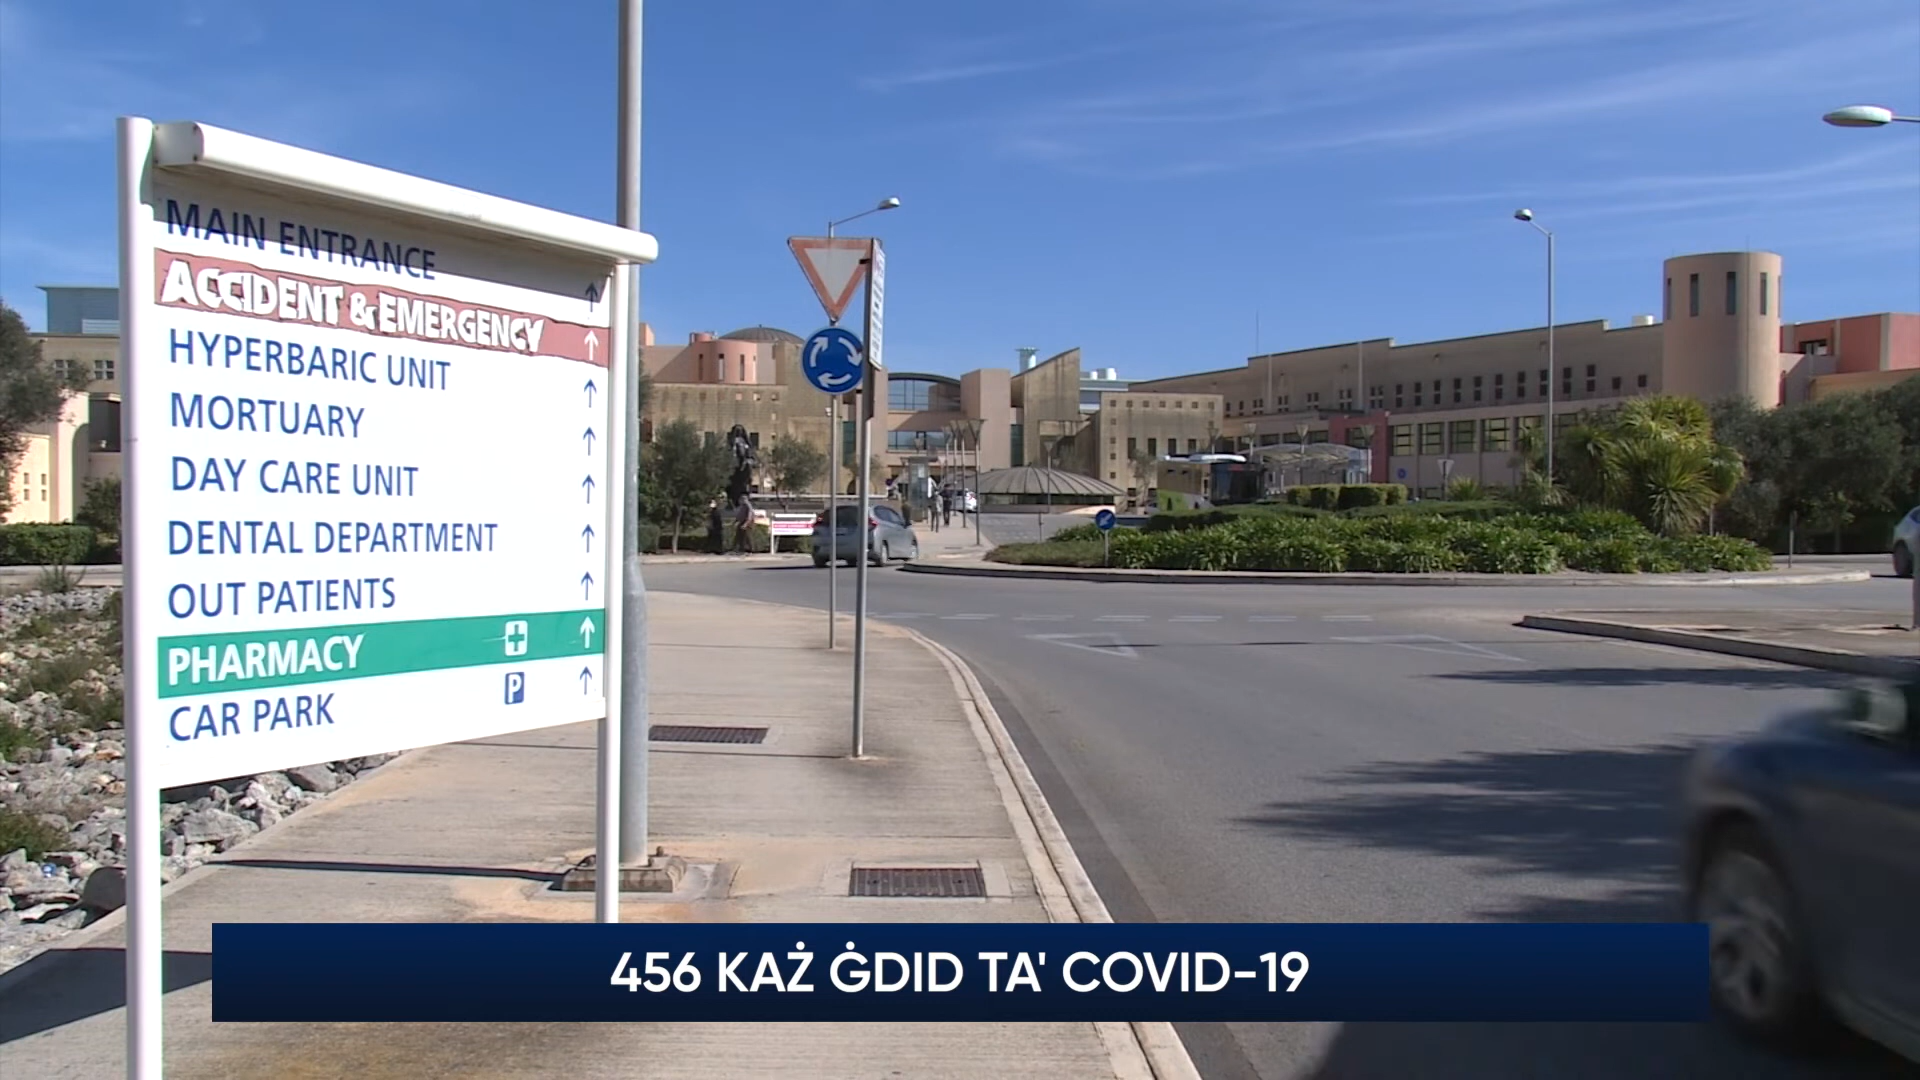 MAIN ENTRANCE
ACCIDENT & EMERGENCY
HYPERBARIC UNIT
MORTUARY
DAY CARE UNIT
DENTAL DEPARTMENT
OUT PATIENTS
PHARMACY
CAR PARK P
456 KAŻ ĠDID TA' COVID-19